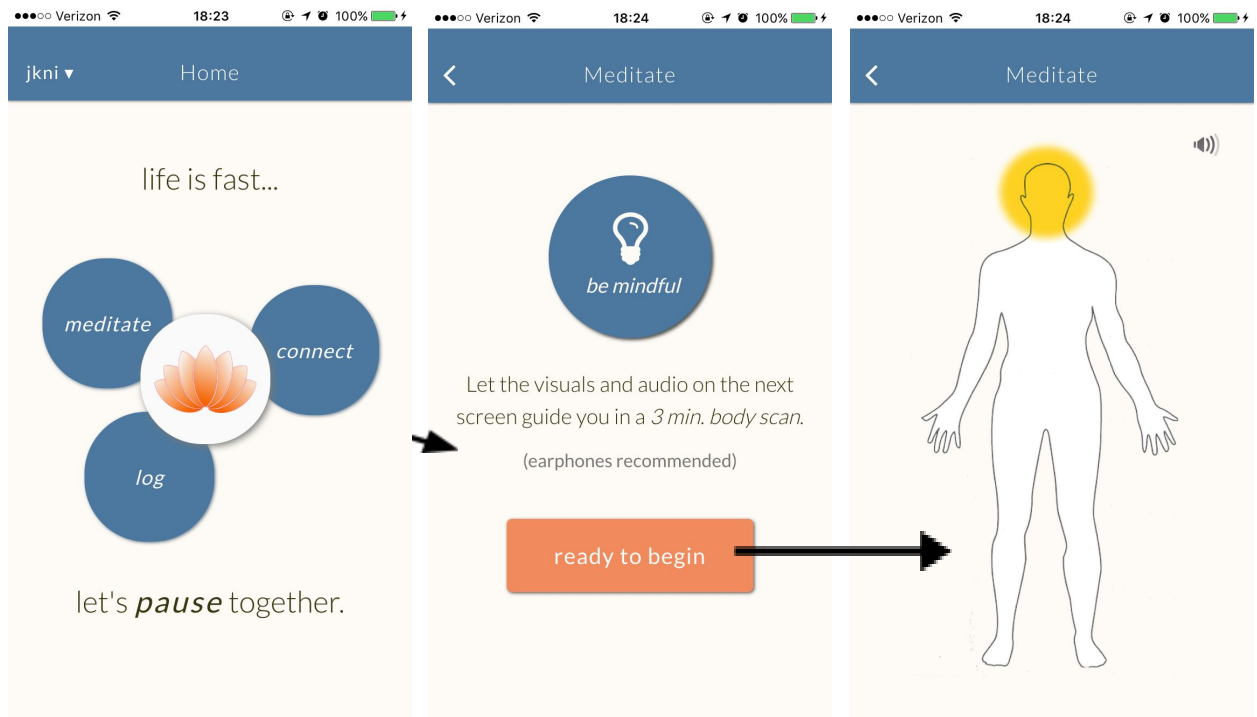 Verizon 18:23 100%
jkni ▾ Home
life is fast...
meditate
connect
log
let's pause together.
Verizon 18:24 100%
Meditate
be mindful
Let the visuals and audio on the next
screen guide you in a 3 min. body scan.
(earphones recommended)
ready to begin
Verizon 18:24 100%
Meditate